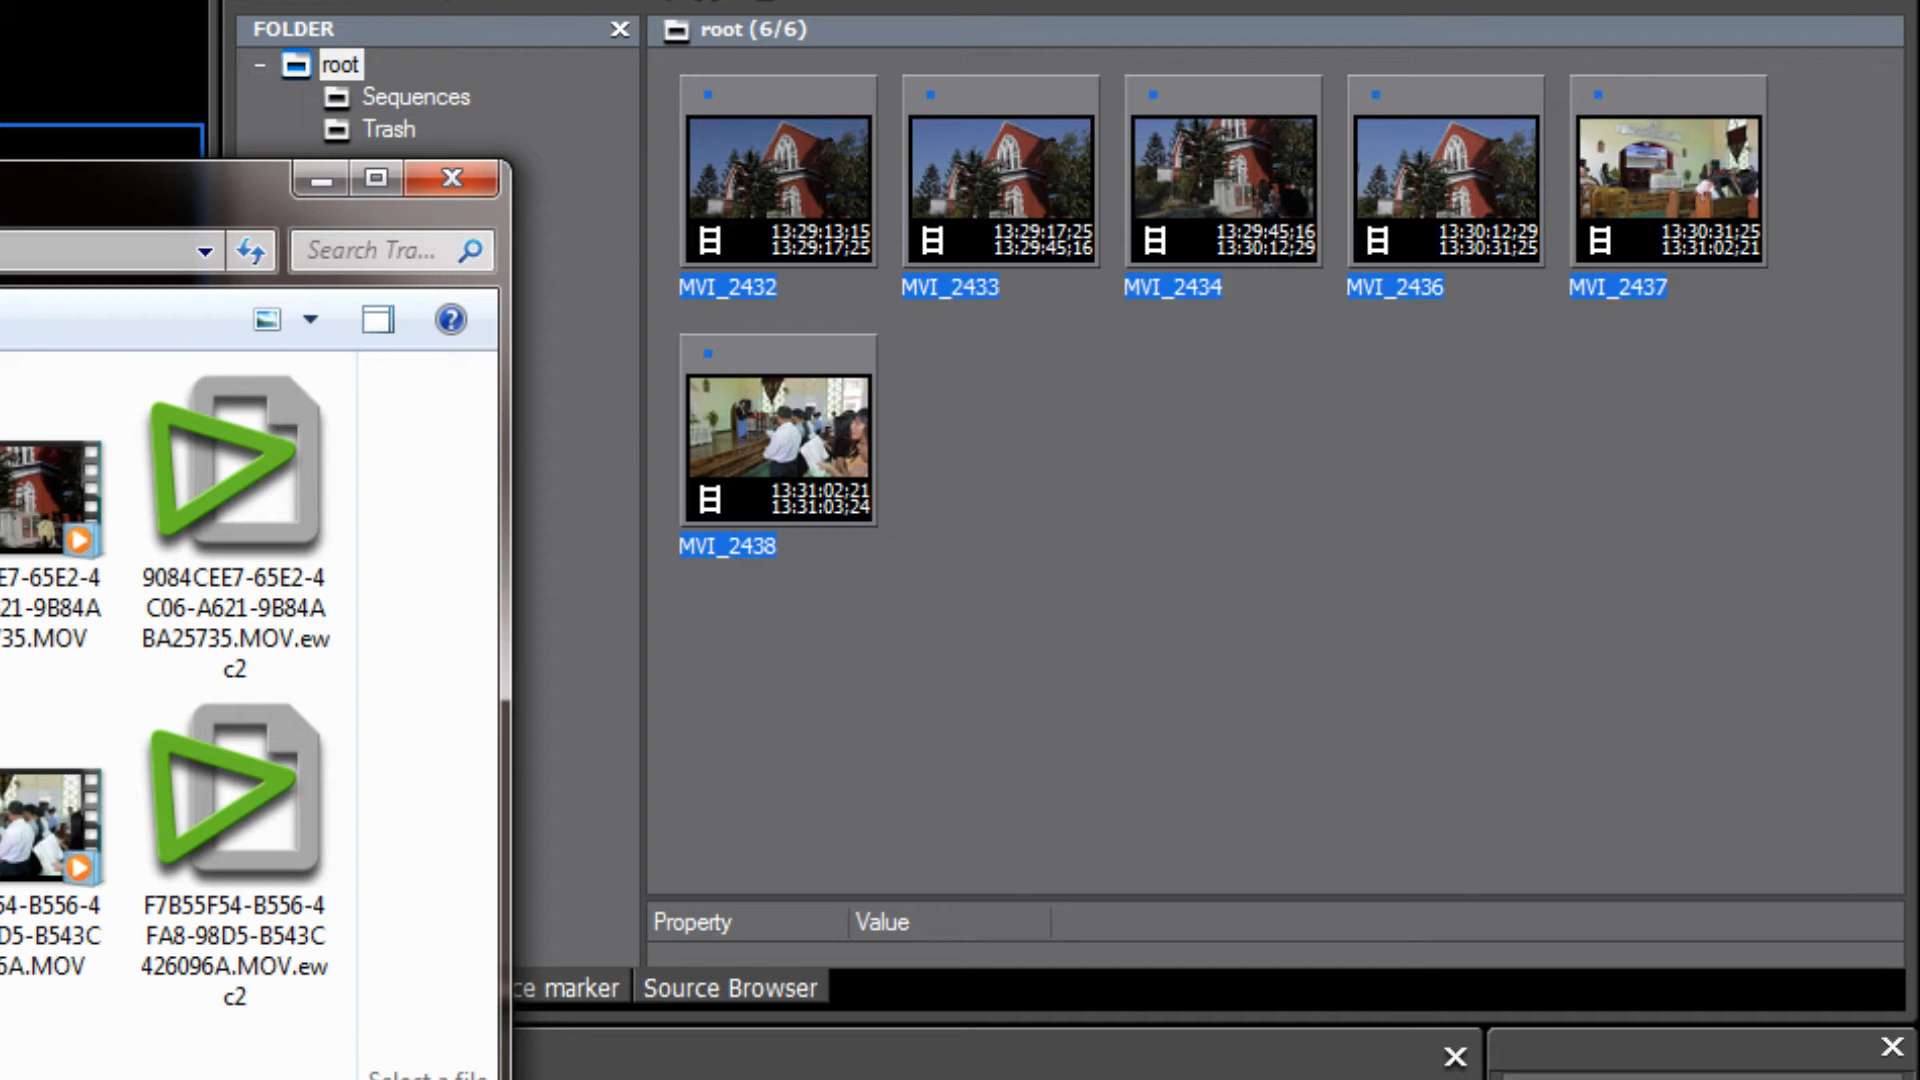 FOLDER
root (6/6)
root
Sequences
Trash
Search Tra...
13:29:13;15
13:29:17;25
MVI_2432
13:29:17;25
13:29:45;16
MVI_2433
13:29:45;16
13:30:12;29
MVI_2434
13:30:12;29
13:30:31;25
MVI_2436
13:30:31;25
13:31:02;21
MVI_2437
13:31:02;21
13:31:03;24
MVI_2438
E7-65E2-4
21-9B84A
35.MOV
9084CEE7-65E2-4
C06-A621-9B84A
BA25735.MOV.ew
c2
54-B556-4
D5-B543C
6A.MOV
F7B55F54-B556-4
FA8-98D5-B543C
426096A.MOV.ew
c2
Property Value
ce marker
Source Browser
Select a file